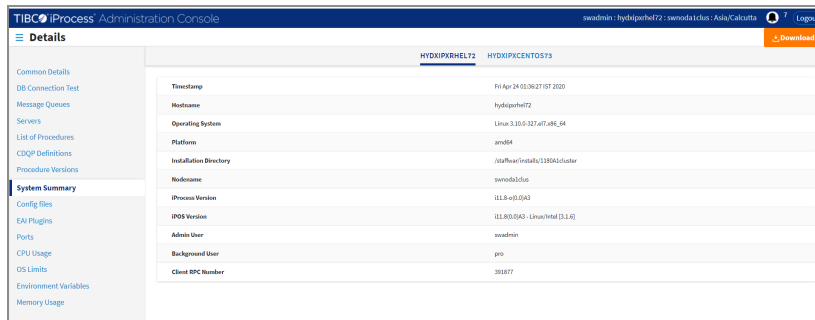 TIBC iProcess® Administration Console
swadmin : hydxipxrhel72 : swnoda1clus : Asia/Calcutta
7
Details
Download
HYDXIPXRHEL72 HYDXIPXCENTOS73
Common Details
DB Connection Test
Message Queues
Servers
List of Procedures
CDQP Definitions
Procedure Versions
System Summary
Config files
EAI Plugins
Ports
CPU Usage
OS Limits
Environment Variables
Memory Usage
Timestamp Fri Apr 24 01:36:27 IST 2020
Hostname hydxipxrhel72
Operating System Linux 3.10.0-327.el7.x86_64
Platform amd64
Installation Directory /staffwar/installs/1180A1cluster
Nodename swnoda1clus
iProcess Version i11.8-o(0.0)A3
iPOS Version i11.8(0.0)A3 - Linux/Intel [3.1.6]
Admin User swadmin
Background User pro
Client RPC Number 391877